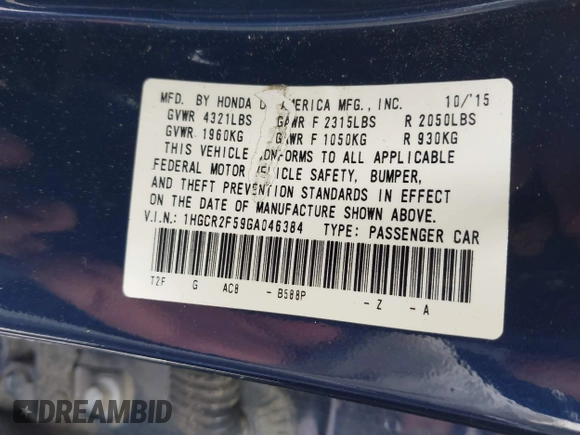 MFD. BY HONDA OF AMERICA MFG., INC. 10/'15
GVWR 4321LBS GAWR F 2315LBS R 2050LBS
GVWR 1960KG GAWR F 1050KG R 930KG
THIS VEHICLE CONFORMS TO ALL APPLICABLE
FEDERAL MOTOR VEHICLE SAFETY, BUMPER,
AND THEFT PREVENTION STANDARDS IN EFFECT
ON THE DATE OF MANUFACTURE SHOWN ABOVE.
V.I.N.: 1HGCR2F59GA046384 TYPE: PASSENGER CAR
T2F G AC8 - B588P - Z - A
DREAMBID